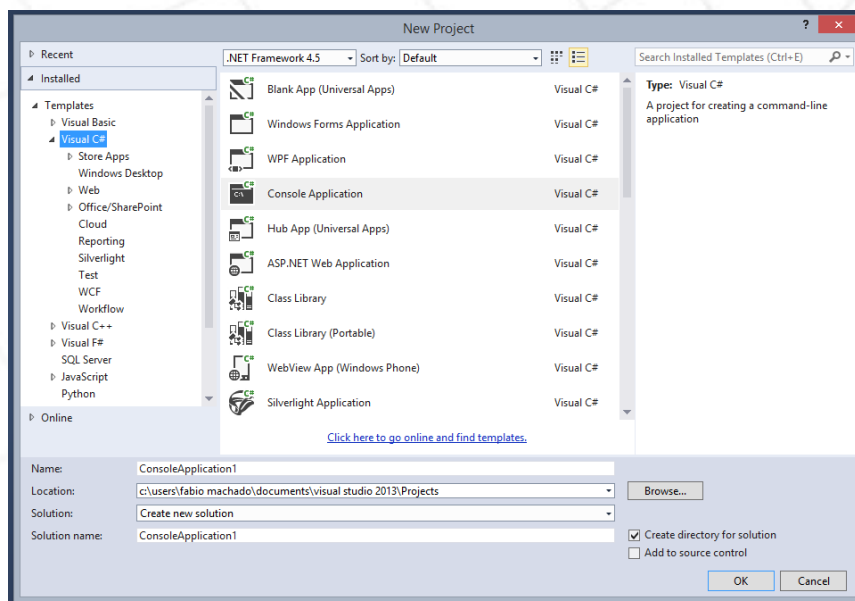 New Project
? ×
Recent
Installed
Templates
Visual Basic
Visual C#
Store Apps
Windows Desktop
Web
Office/SharePoint
Cloud
Reporting
Silverlight
Test
WCF
Workflow
Visual C++
Visual F#
SQL Server
JavaScript
Python
Online
.NET Framework 4.5 Sort by: Default
Blank App (Universal Apps) Visual C#
Windows Forms Application Visual C#
WPF Application Visual C#
Console Application Visual C#
Hub App (Universal Apps) Visual C#
ASP.NET Web Application Visual C#
Class Library Visual C#
Class Library (Portable) Visual C#
WebView App (Windows Phone) Visual C#
Silverlight Application Visual C#
Click here to go online and find templates.
Search Installed Templates (Ctrl+E)
Type: Visual C#
A project for creating a command-line
application
Name: ConsoleApplication1
Location: c:\users\fabio machado\documents\visual studio 2013\Projects Browse...
Solution: Create new solution
Solution name: ConsoleApplication1
Create directory for solution
Add to source control
OK Cancel